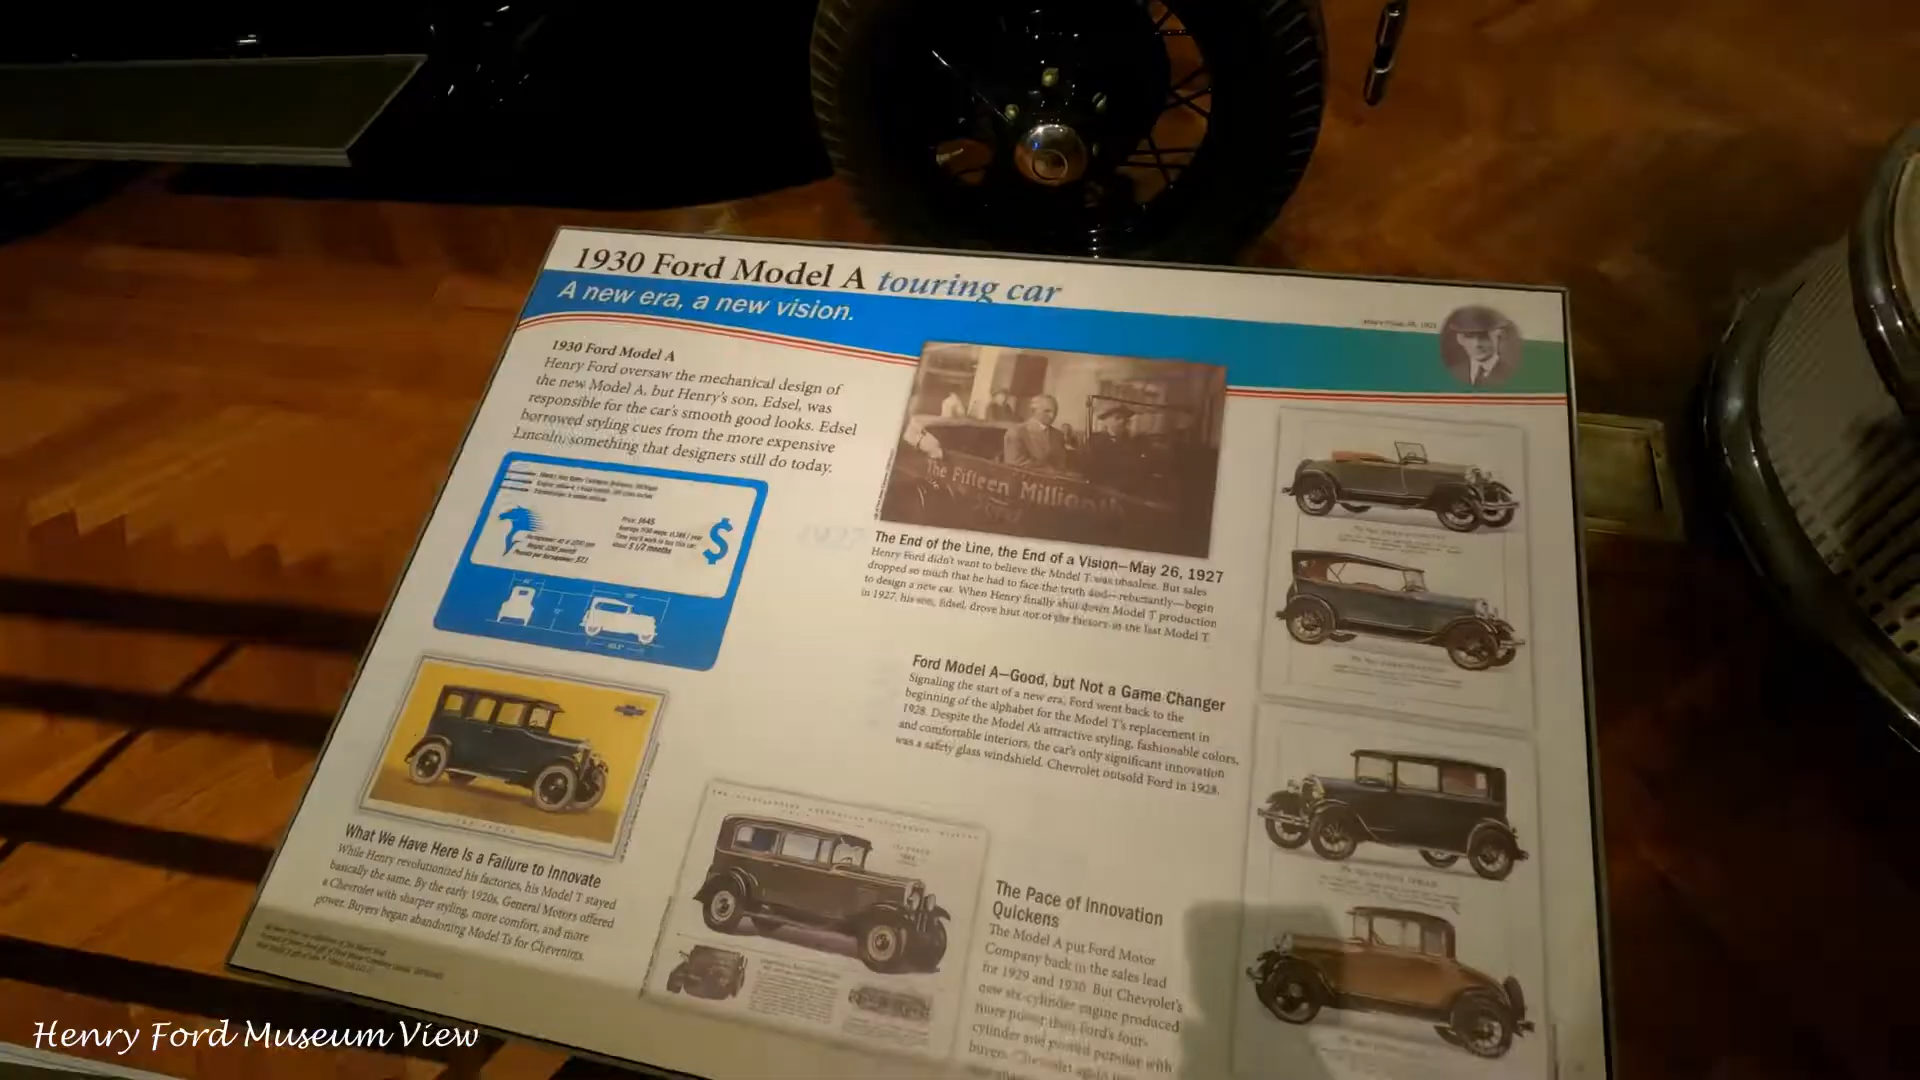 1930 Ford Model A touring car
A new era, a new vision.
1930 Ford Model A
Henry Ford oversaw the mechanical design of
the new Model A, but Henry's son, Edsel, was
responsible for the car's smooth good looks. Edsel
borrowed styling cues from the more expensive
Lincoln, something that designers still do today.
Price: $645
The Fifteen Millionth
Ford
The End of the Line, the End of a Vision—May 26, 1927
Henry Ford didn't want to believe the Model T was obsolete. But sales
dropped so much that he had to face the truth and—reluctantly—begin
to design a new car. When Henry finally shut down Model T production
in 1927, his son, Edsel, drove him out of the factory in the last Model T.
Ford Model A—Good, but Not a Game Changer
Signaling the start of a new era, Ford went back to the
beginning of the alphabet for the Model T's replacement in
1928. Despite the Model A's attractive styling, fashionable colors,
and comfortable interiors, the car's only significant innovation
was a safety glass windshield. Chevrolet outsold Ford in 1928.
What We Have Here Is a Failure to Innovate
While Henry revolutionized his factories, his Model T stayed
basically the same. By the early 1920s, General Motors offered
a Chevrolet with sharper styling, more comfort, and more
power. Buyers began abandoning Model Ts for Chevenings.
The Pace of Innovation
Quickens
The Model A put Ford Motor
Company back in the sales lead
for 1929 and 1930. But Chevrolet's
new six-cylinder engine produced
more power than Ford's four-
cylinder and proved popular with
buyers. Chevrolet again
Henry Ford Museum View